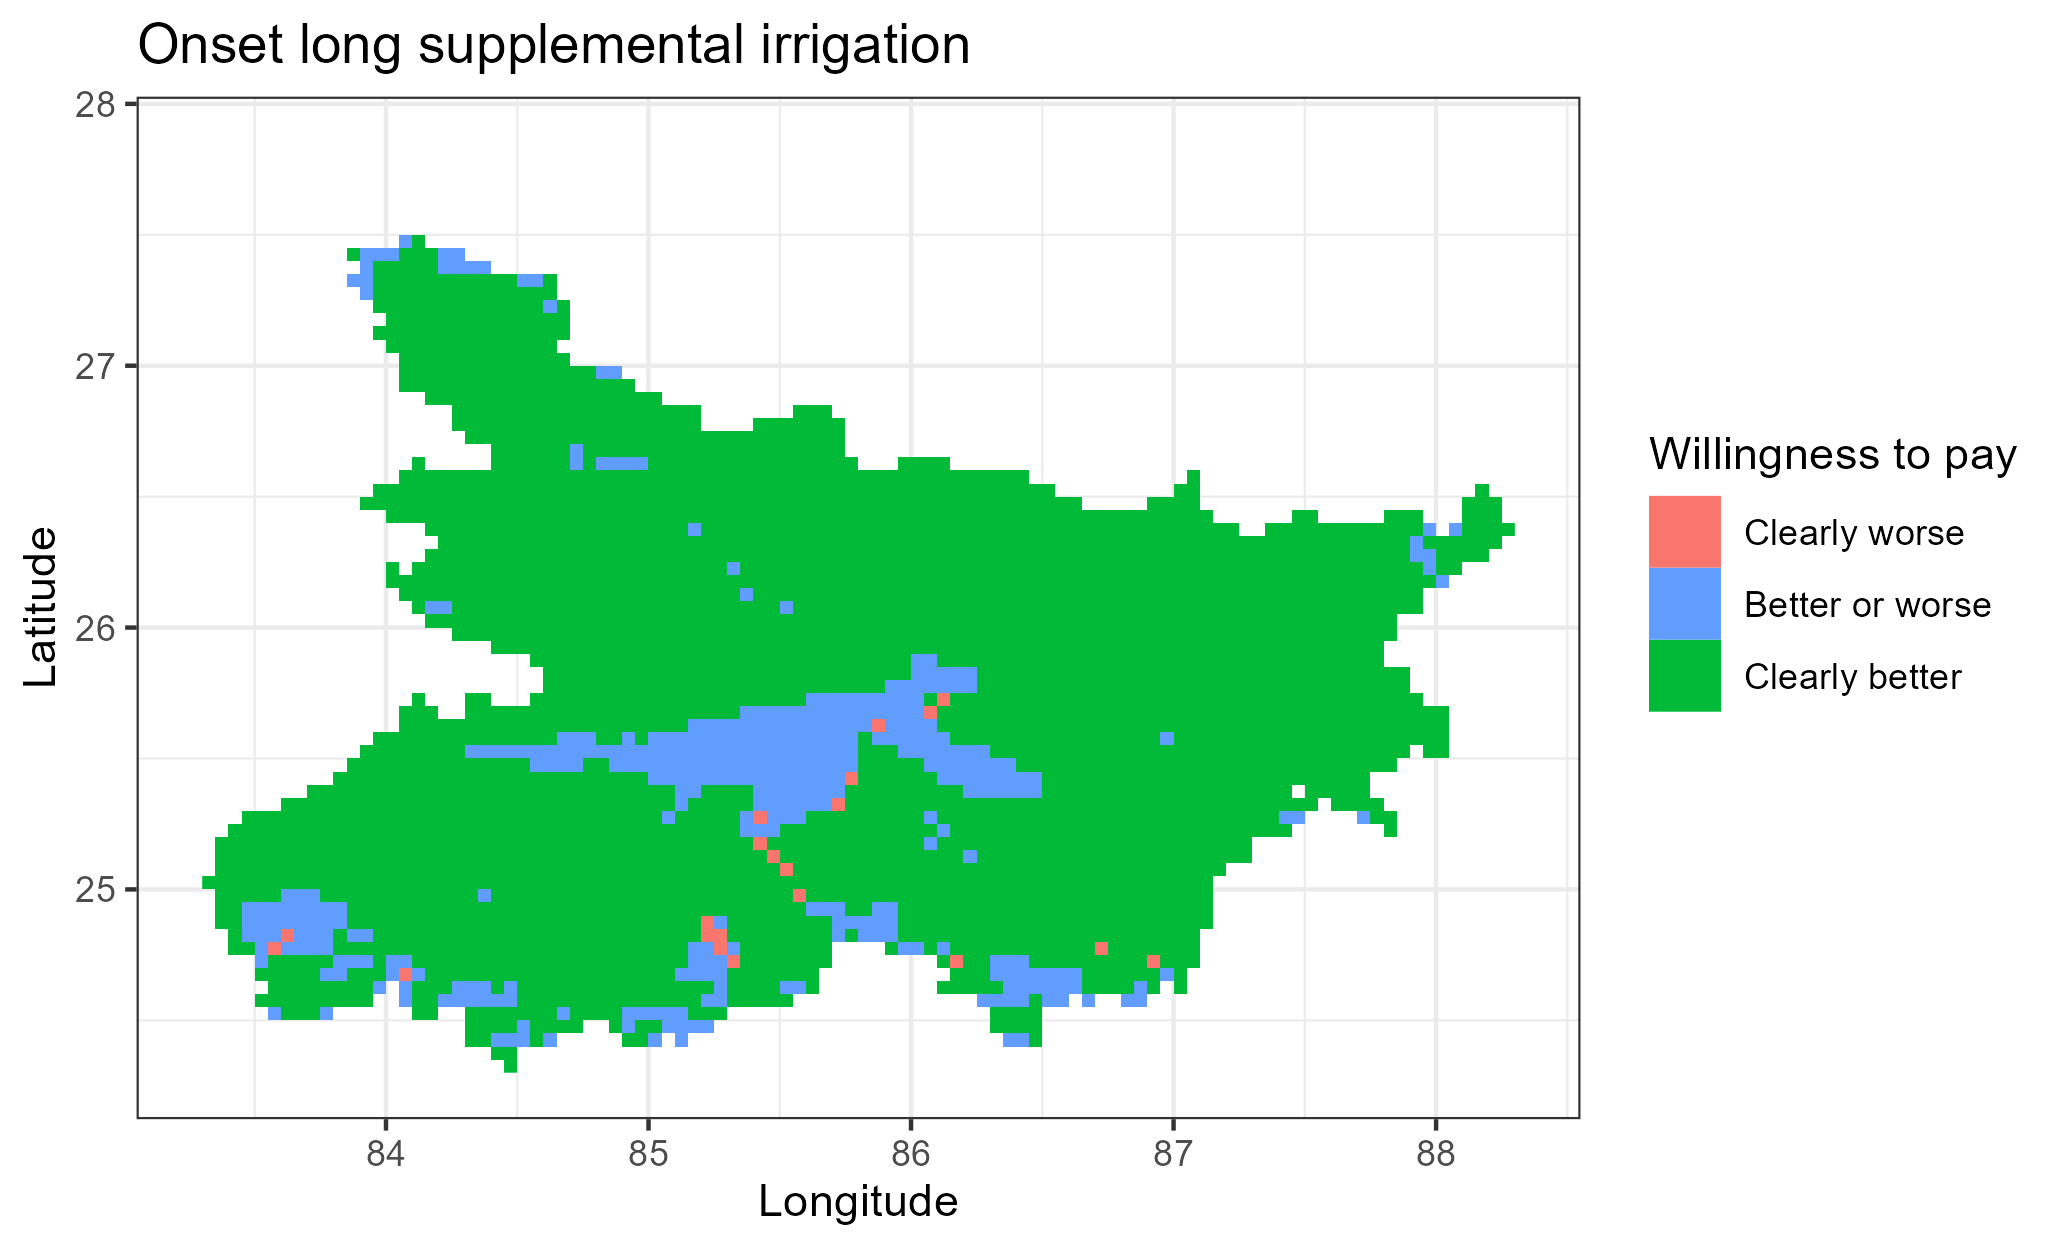 Onset long supplemental irrigation
28
27
26
25
Latitude
84 85 86 87 88
Longitude
Willingness to pay
Clearly worse
Better or worse
Clearly better